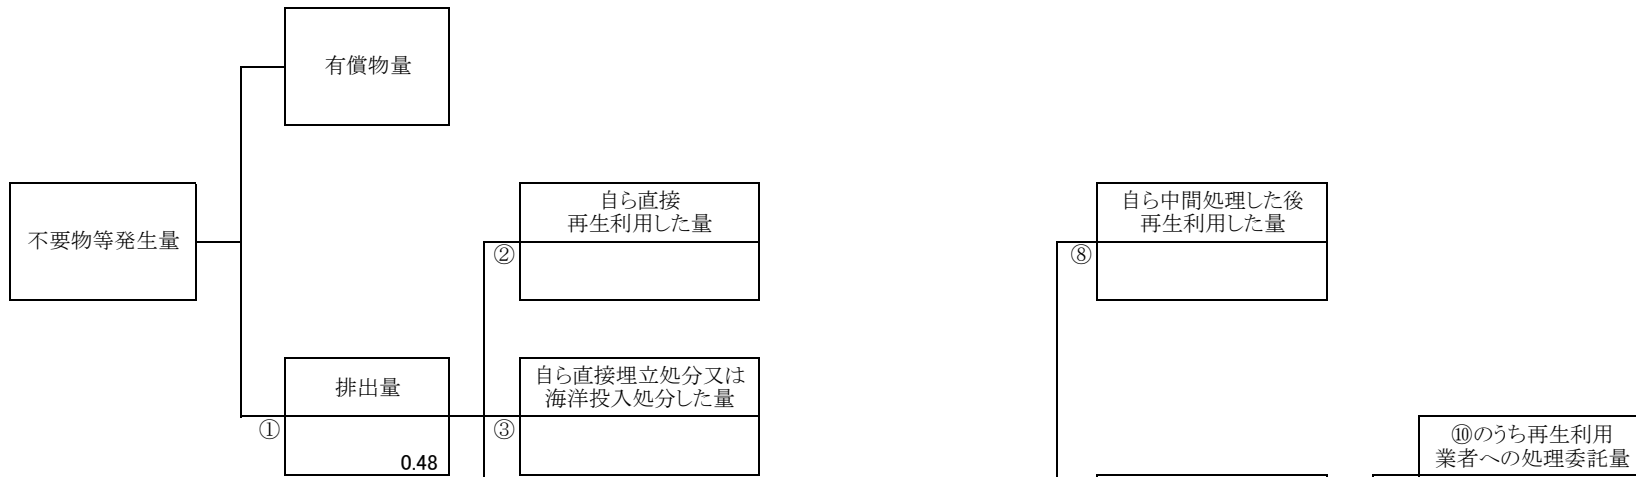 有償物量
不要物等発生量
自ら直接
再生利用した量
②
自ら中間処理した後
再生利用した量
⑧
排出量
①
0.48
自ら直接埋立処分又は
海洋投入処分した量
③
⑩のうち再生利用
業者への処理委託量